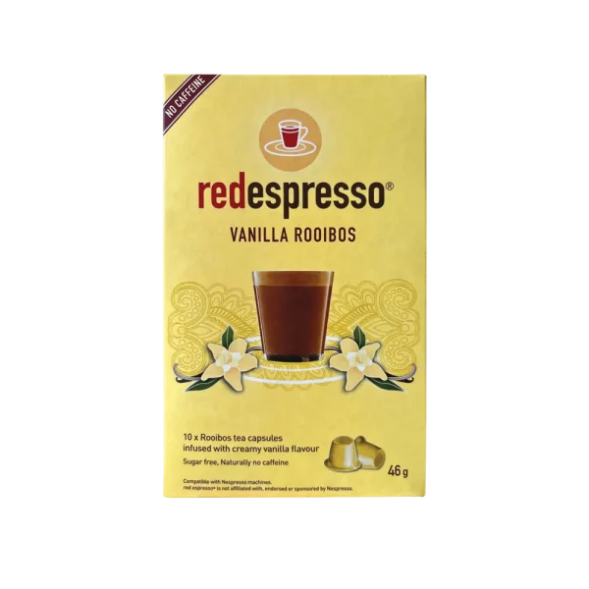 NO CAFFEINE
redespresso®
VANILLA ROOIBOS
10 x Rooibos tea capsules
infused with creamy vanilla flavour
Sugar free, Naturally no caffeine
46g
Compatible with Nespresso machines.
red espresso® is not affiliated with, endorsed or sponsored by Nespresso.